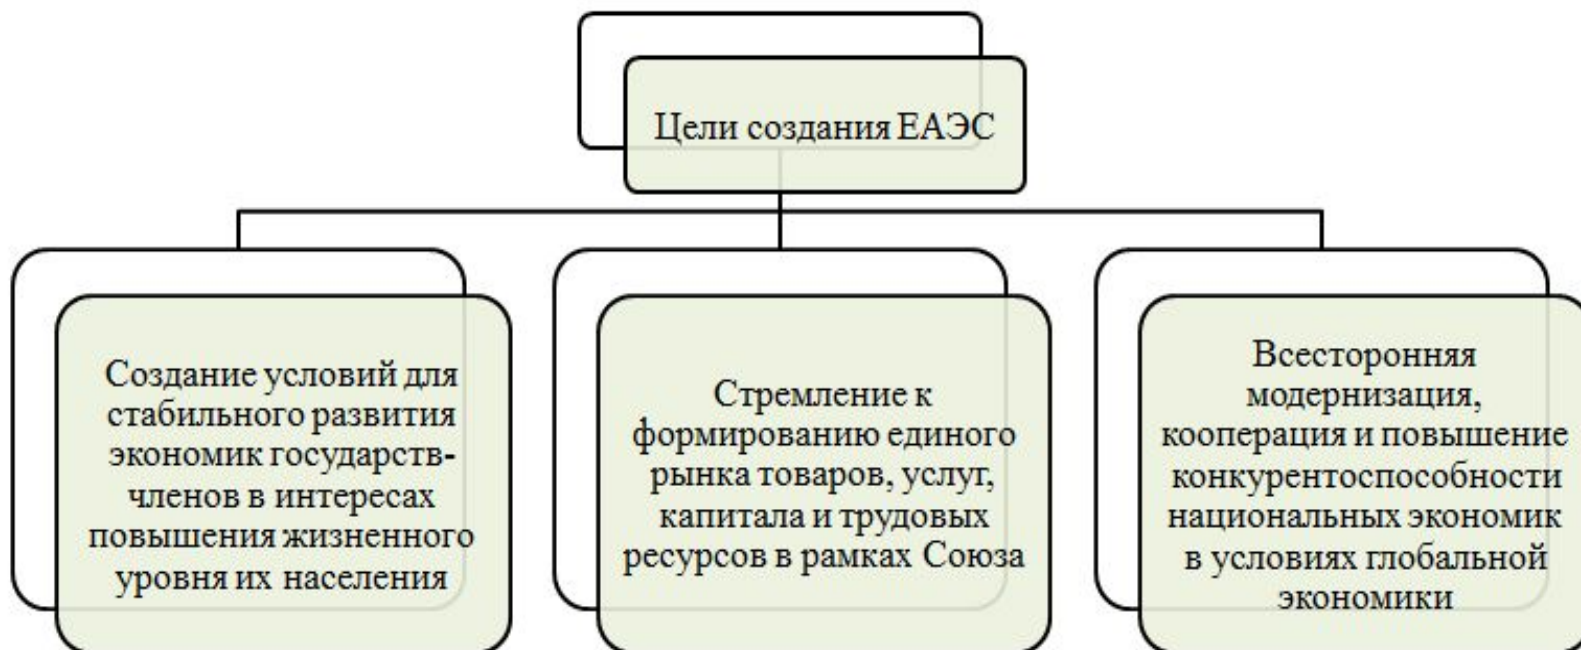 Цели создания ЕАЭС
Создание условий для
стабильного развития
экономик государств-
членов в интересах
повышения жизненного
уровня их населения
Стремление к
формированию единого
рынка товаров, услуг,
капитала и трудовых
ресурсов в рамках Союза
Всесторонняя
модернизация,
кооперация и повышение
конкурентоспособности
национальных экономик
в условиях глобальной
экономики